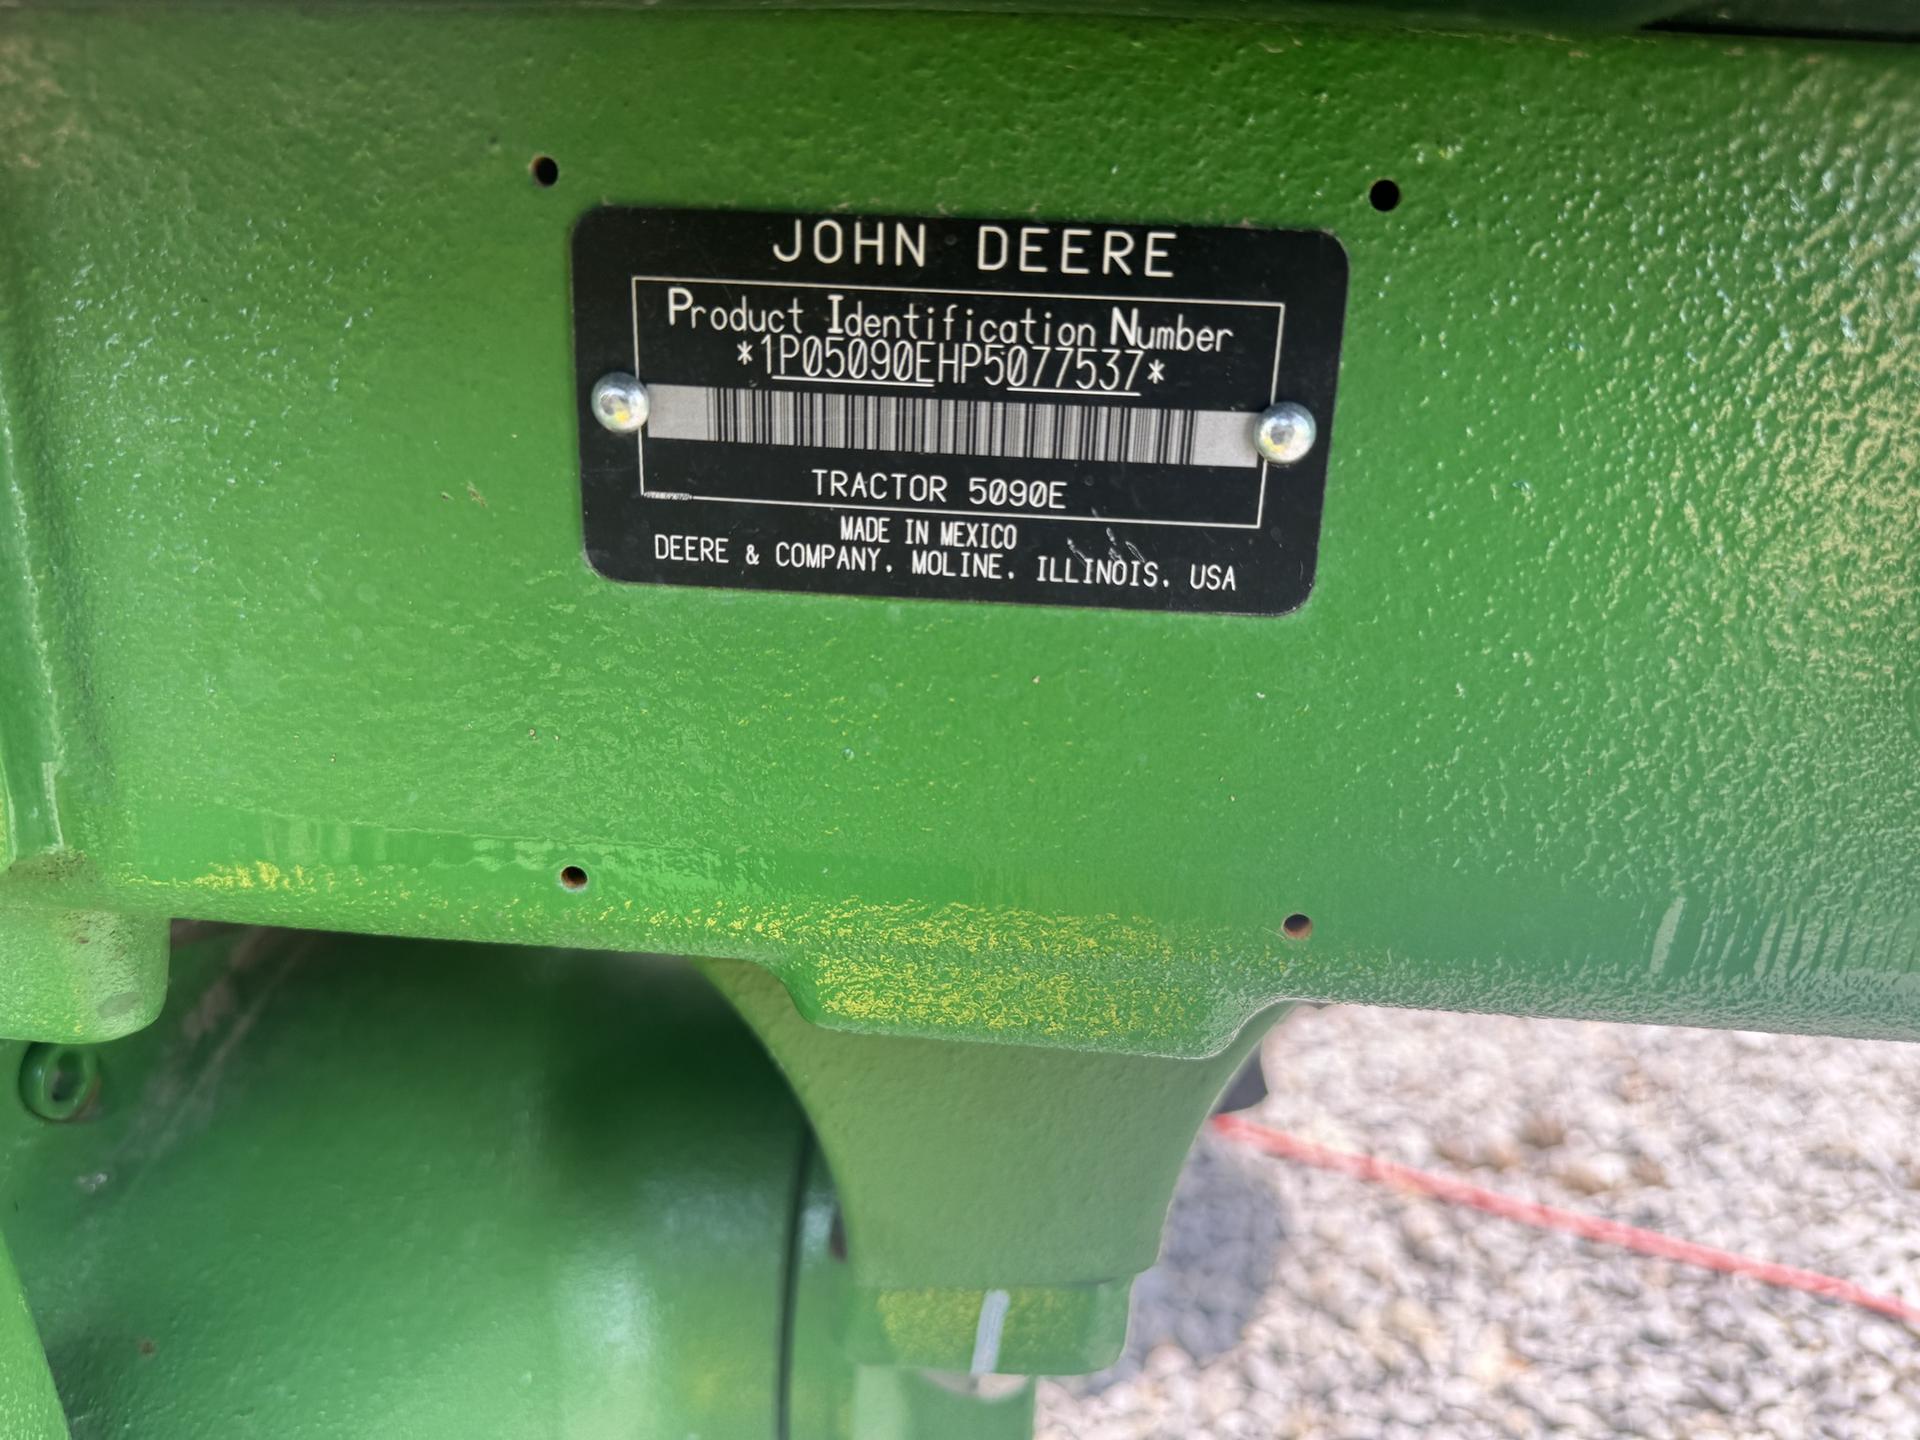 JOHN DEERE
Product Identification Number
*1P05090EHP5077537*
TRACTOR 5090E
MADE IN MEXICO
DEERE & COMPANY, MOLINE, ILLINOIS, USA